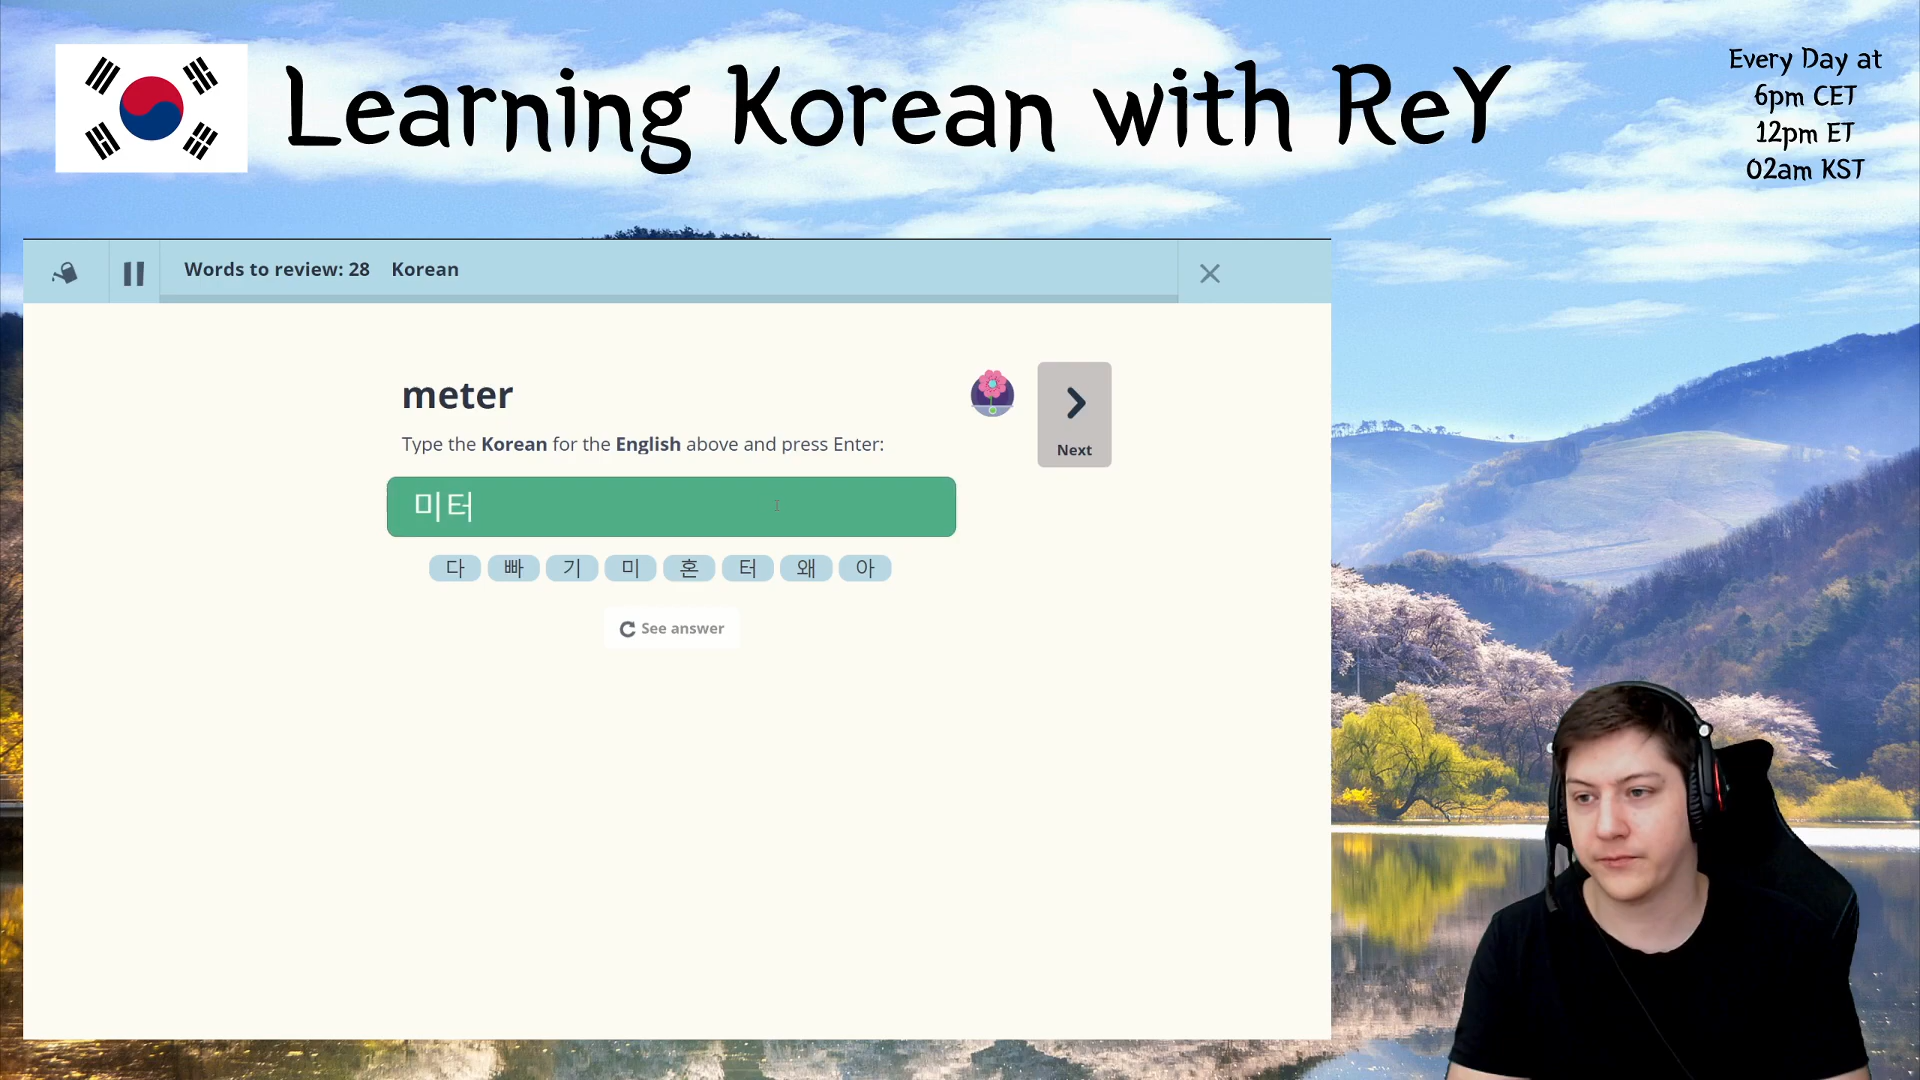 Learning Korean with ReY
Every Day at
6pm CET
12pm ET
02am KST
Words to review: 28 Korean
meter
Type the Korean for the English above and press Enter:
Next
미터
다 빠 기 미 혼 터 왜 아
See answer